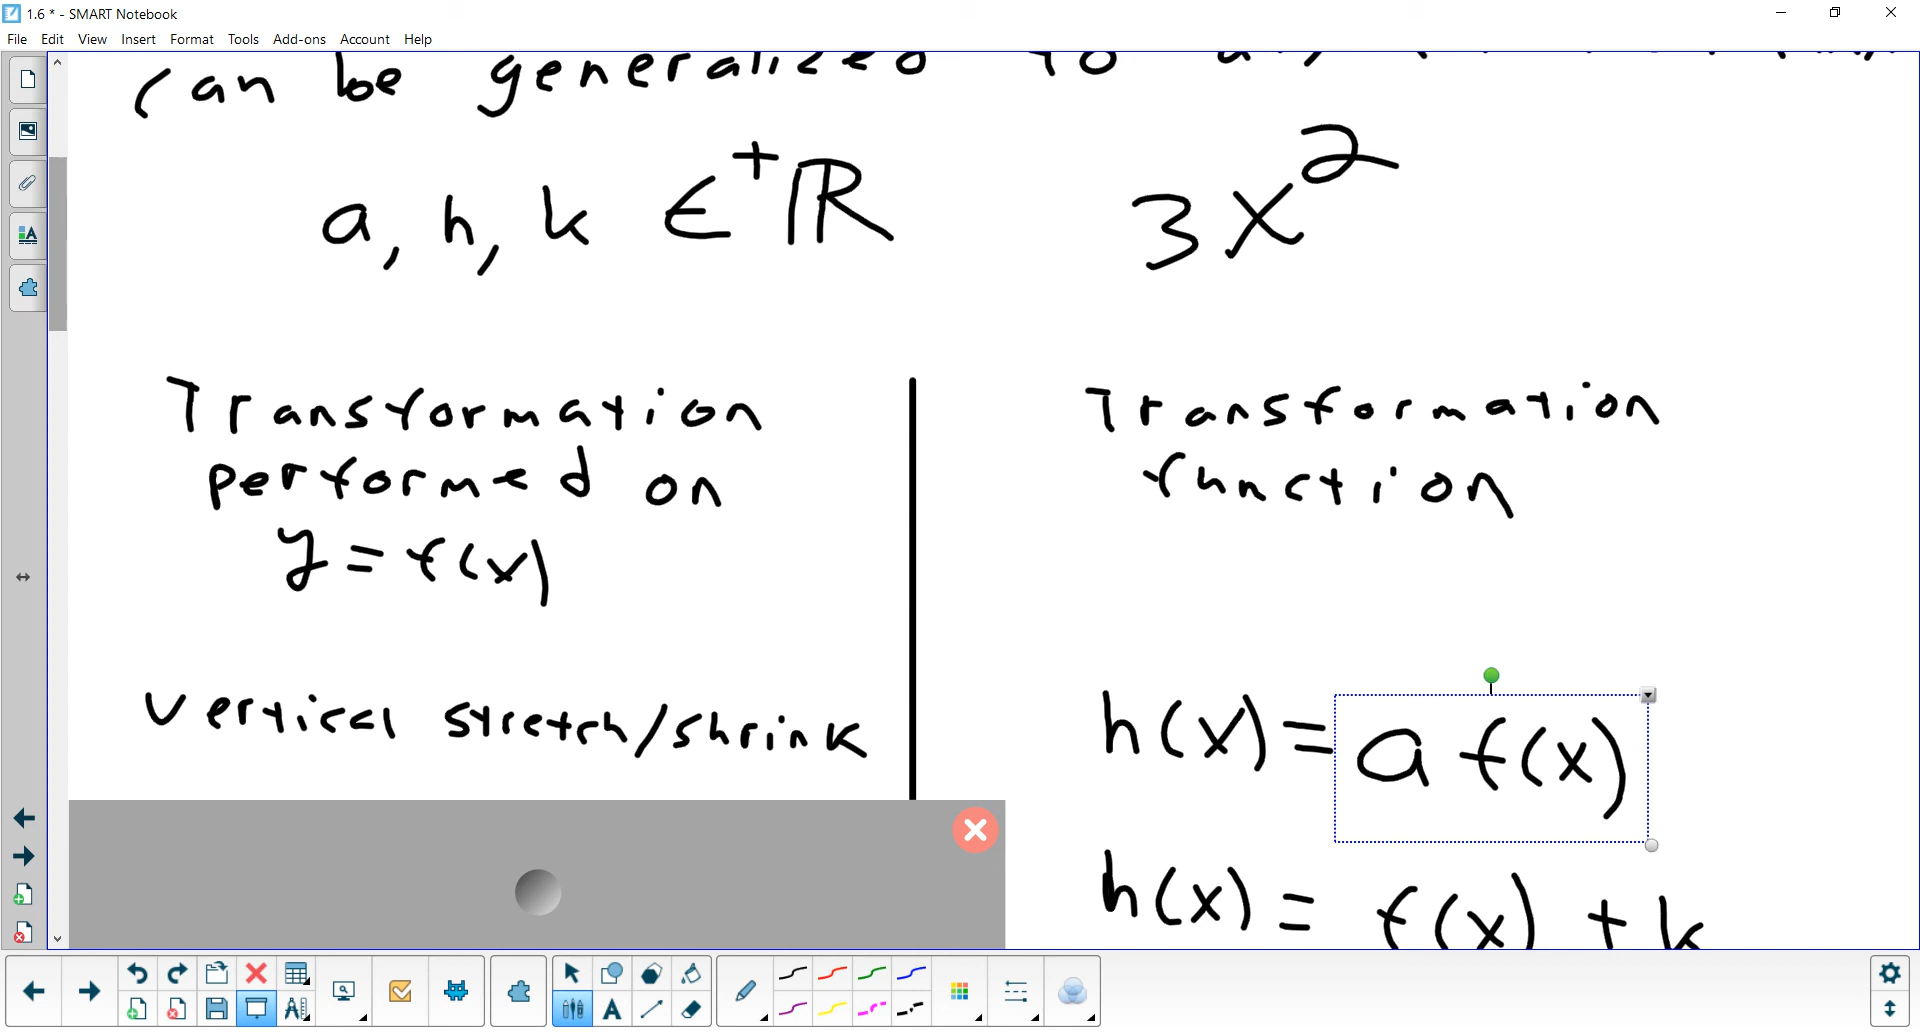 1.6 * - SMART Notebook
File Edit View Insert Format Tools Add-ons Account Help
can be generalized to
a, h, k ∈ ⁺ℝ 3x²
Transformation performed on y = f(x)
Transformation function
vertical stretch/shrink
h(x) = a f(x)
h(x) = f(x) + k